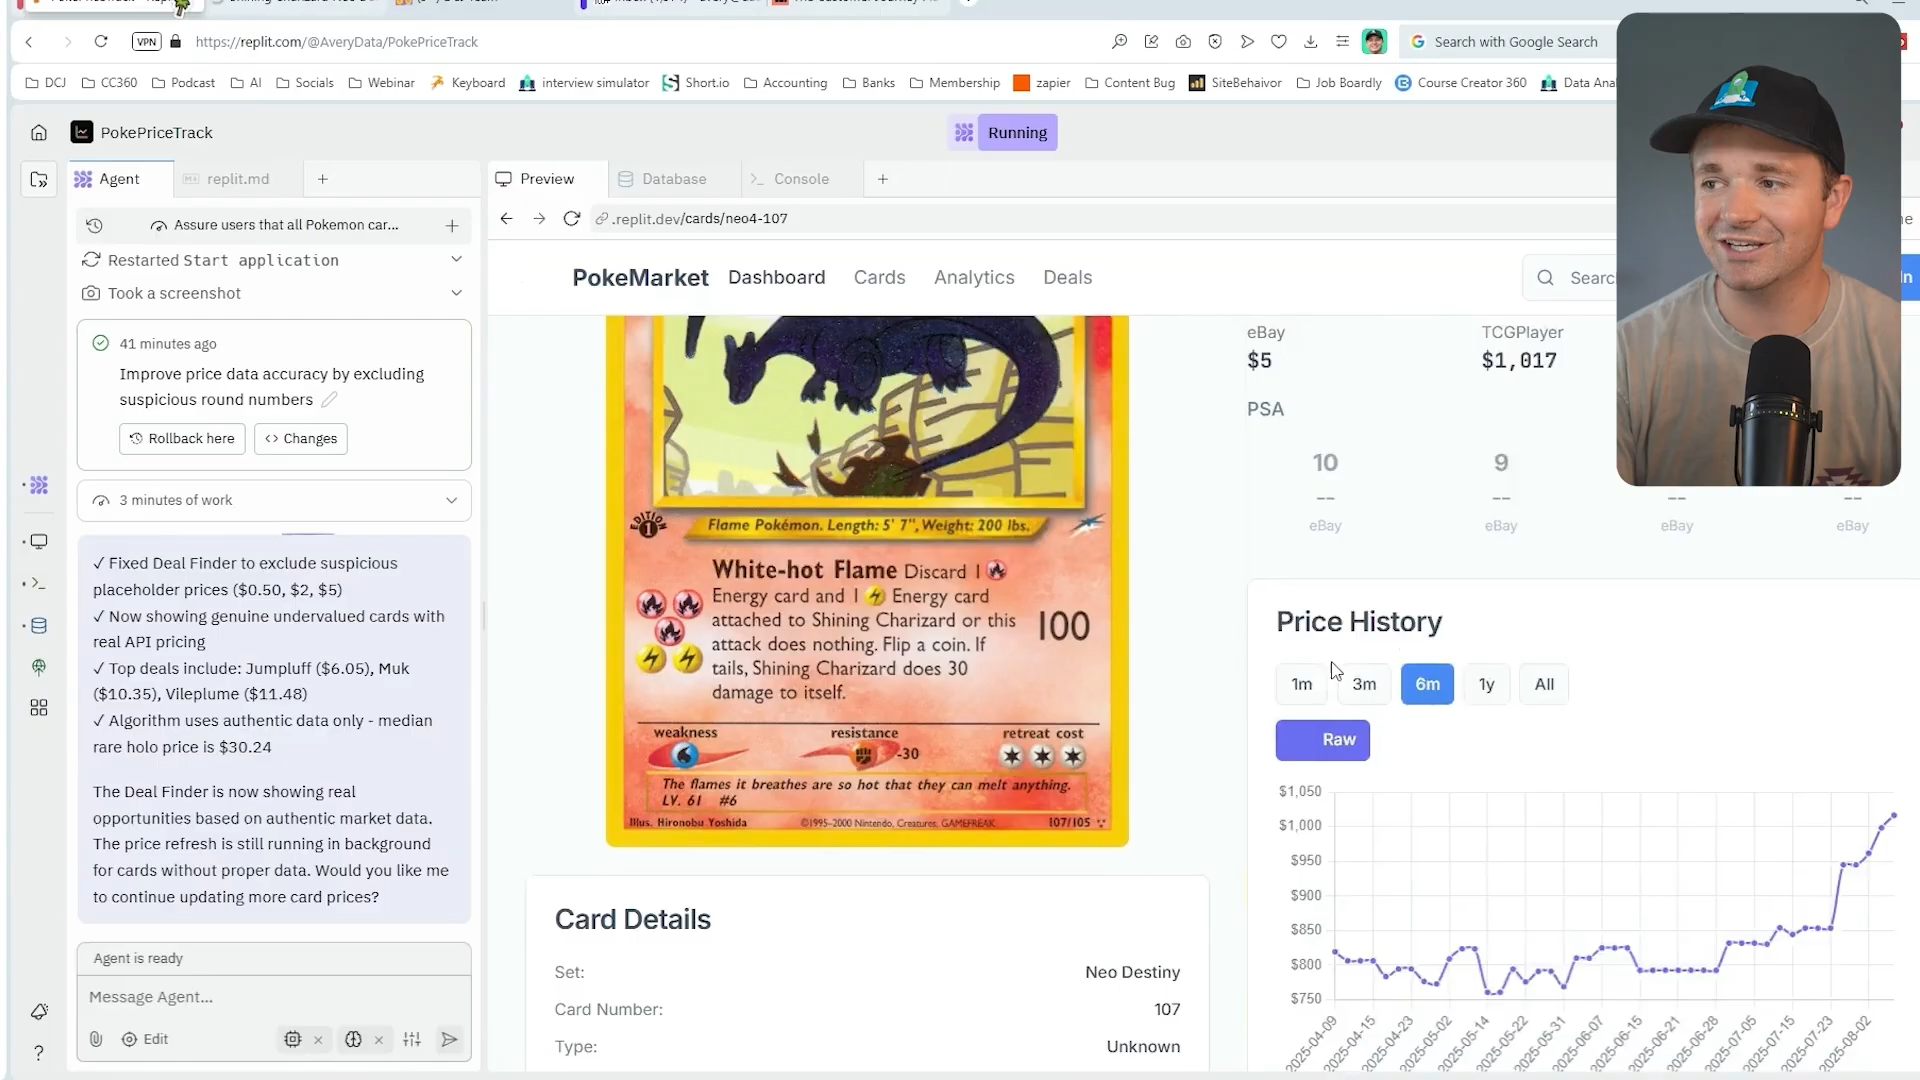 VPN
https://replit.com/@AveryData/PokePriceTrack
Search with Google Search
DCJ
CC360
Podcast
AI
Socials
Webinar
Keyboard
interview simulator
Short.io
Accounting
Banks
Membership
zapier
Content Bug
SiteBehaivor
Job Boardly
Course Creator 360
Data Ana
PokePriceTrack
Running
Agent
replit.md
Preview
Database
Console
Assure users that all Pokemon car...
.replit.dev/cards/neo4-107
Restarted Start application
Took a screenshot
PokeMarket
Dashboard
Cards
Analytics
Deals
Searc
41 minutes ago
Improve price data accuracy by excluding
suspicious round numbers
Rollback here
Changes
3 minutes of work
✓ Fixed Deal Finder to exclude suspicious
placeholder prices ($0.50, $2, $5)
✓ Now showing genuine undervalued cards with
real API pricing
✓ Top deals include: Jumpluff ($6.05), Muk
($10.35), Vileplume ($11.48)
✓ Algorithm uses authentic data only - median
rare holo price is $30.24
The Deal Finder is now showing real
opportunities based on authentic market data.
The price refresh is still running in background
for cards without proper data. Would you like me
to continue updating more card prices?
Agent is ready
Message Agent...
Edit
EDITION
1
Flame Pokémon. Length: 5' 7", Weight: 200 lbs.
White-hot Flame Discard 1
Energy card and 1 Energy card
attached to Shining Charizard or this
attack does nothing. Flip a coin. If
tails, Shining Charizard does 30
damage to itself.
100
weakness
resistance
retreat cost
-30
The flames it breathes are so hot that they can melt anything.
LV. 61 #6
Illus. Hironobu Yoshida
©1995-2000 Nintendo, Creatures, GAMEFREAK
107/105
Card Details
Set:
Neo Destiny
Card Number:
107
Type:
Unknown
eBay
TCGPlayer
$5
$1,017
PSA
10
9
--
--
--
--
eBay
eBay
eBay
eBay
Price History
1m
3m
6m
1y
All
Raw
$1,050
$1,000
$950
$900
$850
$800
$750
2025-04-09
2025-04-15
2025-04-23
2025-05-02
2025-05-14
2025-05-22
2025-05-31
2025-06-07
2025-06-15
2025-06-21
2025-06-28
2025-07-05
2025-07-15
2025-07-23
2025-08-02